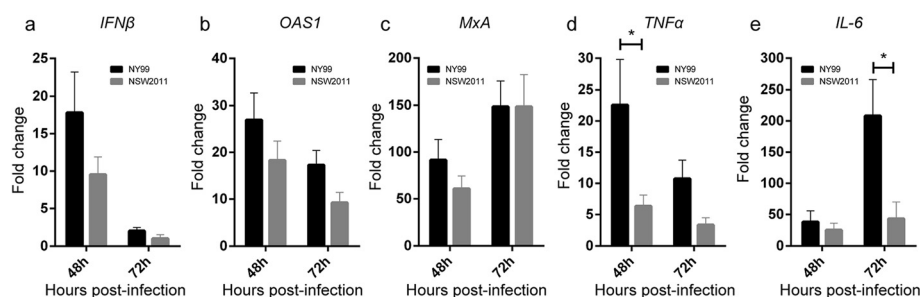 a IFNβ
Fold change
25
20
15
10
5
0
NY99
NSW2011
48h 72h
Hours post-infection
b OAS1
Fold change
40
30
20
10
0
NY99
NSW2011
48h 72h
Hours post-infection
c MxA
Fold change
200
150
100
50
0
NY99
NSW2011
48h 72h
Hours post-infection
d TNFα
Fold change
30
25
20
15
10
5
0
*
NY99
NSW2011
48h 72h
Hours post-infection
e IL-6
Fold change
300
250
200
150
100
50
0
*
NY99
NSW2011
48h 72h
Hours post-infection